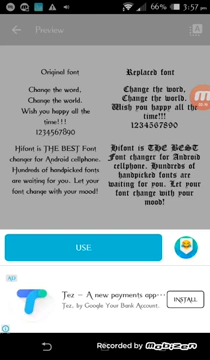 66% 3:57
Preview
Original font
Change the word,
Change the world.
Wish you happy all the
time!!!
1234567890
Hifont is THE BEST Font
changer for Android cellphone.
Hundreds of handpicked fonts
are waiting for you. Let your
font change with your mood!
Replaced font
Change the word,
Change the world.
Wish you happy all the
time!!!
1234567890
Hifont is THE BEST
Font changer for Android
cellphone. Hundreds of
handpicked fonts are
waiting for you. Let your
font change with your
mood!
USE
AD
Tez – A new payments app...
Tez, by Google Your Bank Account.
INSTALL
Recorded by mobizen